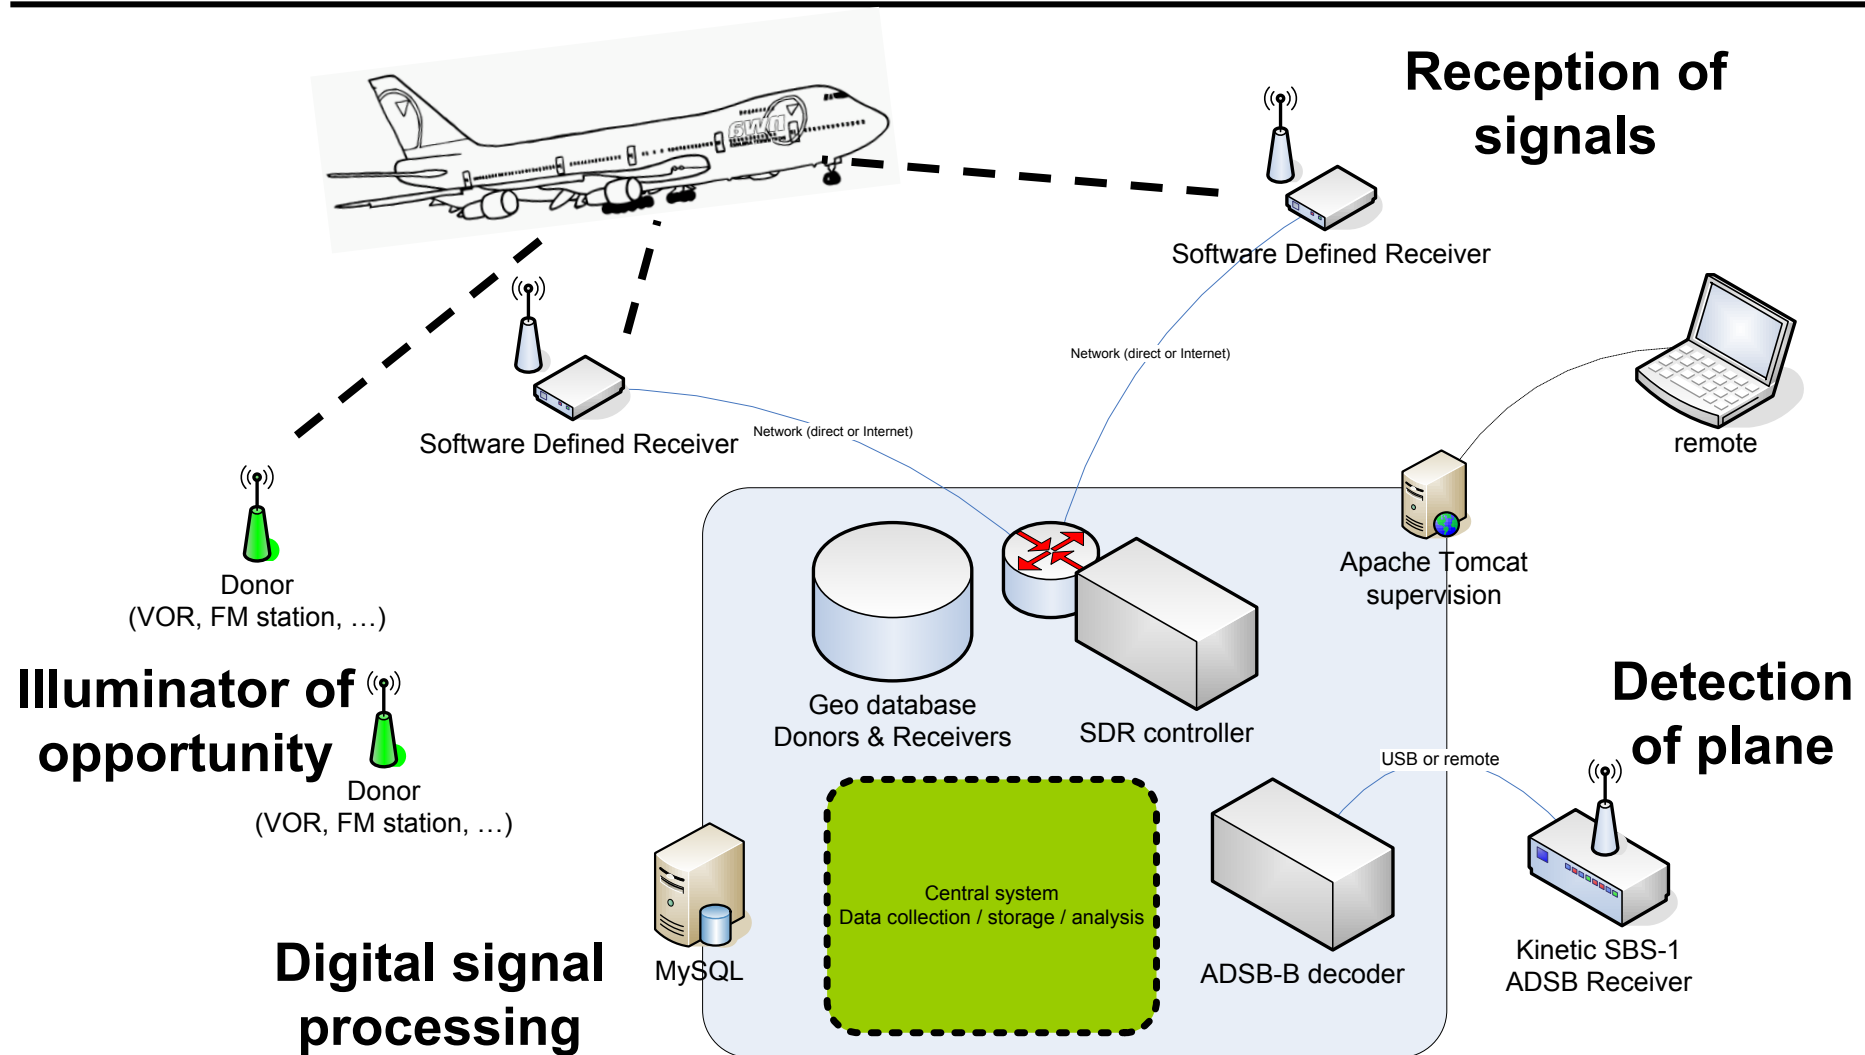 Reception of
signals
Software Defined Receiver
Network (direct or Internet)
remote
Software Defined Receiver
Network (direct or Internet)
Donor
(VOR, FM station, …)
Apache Tomcat
supervision
Illuminator of
opportunity
Donor
(VOR, FM station, …)
Geo database
Donors & Receivers
SDR controller
Detection
of plane
USB or remote
Central system
Data collection / storage / analysis
MySQL
ADSB-B decoder
Kinetic SBS-1
ADSB Receiver
Digital signal
processing